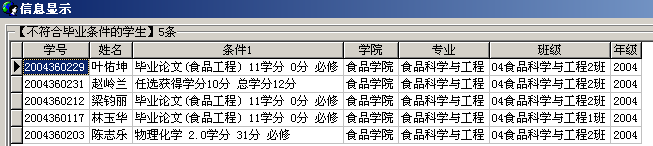 信息显示
【不符合毕业条件的学生】5条
学号 姓名 条件1 学院 专业 班级 年级
2004360229 叶佑坤 毕业论文(食品工程) 11学分 0分 必修 食品学院 食品科学与工程 04食品科学与工程2班 2004
2004360231 赵岭兰 任选获得学分10分 总学分12分 食品学院 食品科学与工程 04食品科学与工程2班 2004
2004360212 梁钧丽 毕业论文(食品工程) 11学分 0分 必修 食品学院 食品科学与工程 04食品科学与工程2班 2004
2004360117 林玉华 毕业论文(食品工程) 11学分 0分 必修 食品学院 食品科学与工程 04食品科学与工程1班 2004
2004360203 陈志乐 物理化学 2.0学分 31分 必修 食品学院 食品科学与工程 04食品科学与工程2班 2004